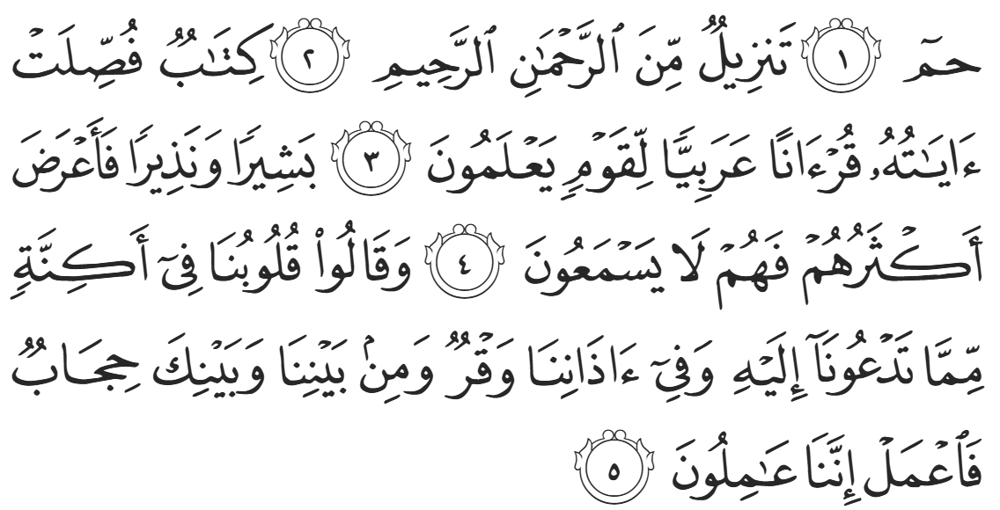 حمٓ ١ تَنزِيلٌ مِّنَ ٱلرَّحْمَٰنِ ٱلرَّحِيمِ ٢ كِتَٰبٌ فُصِّلَتْ
ءَايَٰتُهُۥ قُرْءَانًا عَرَبِيًّا لِّقَوْمٍ يَعْلَمُونَ ٣ بَشِيرًا وَنَذِيرًا فَأَعْرَضَ
أَكْثَرُهُمْ فَهُمْ لَا يَسْمَعُونَ ٤ وَقَالُوا۟ قُلُوبُنَا فِىٓ أَكِنَّةٍ
مِّمَّا تَدْعُونَآ إِلَيْهِ وَفِىٓ ءَاذَانِنَا وَقْرٌ وَمِنۢ بَيْنِنَا وَبَيْنِكَ حِجَابٌ
فَٱعْمَلْ إِنَّنَا عَٰمِلُونَ ٥